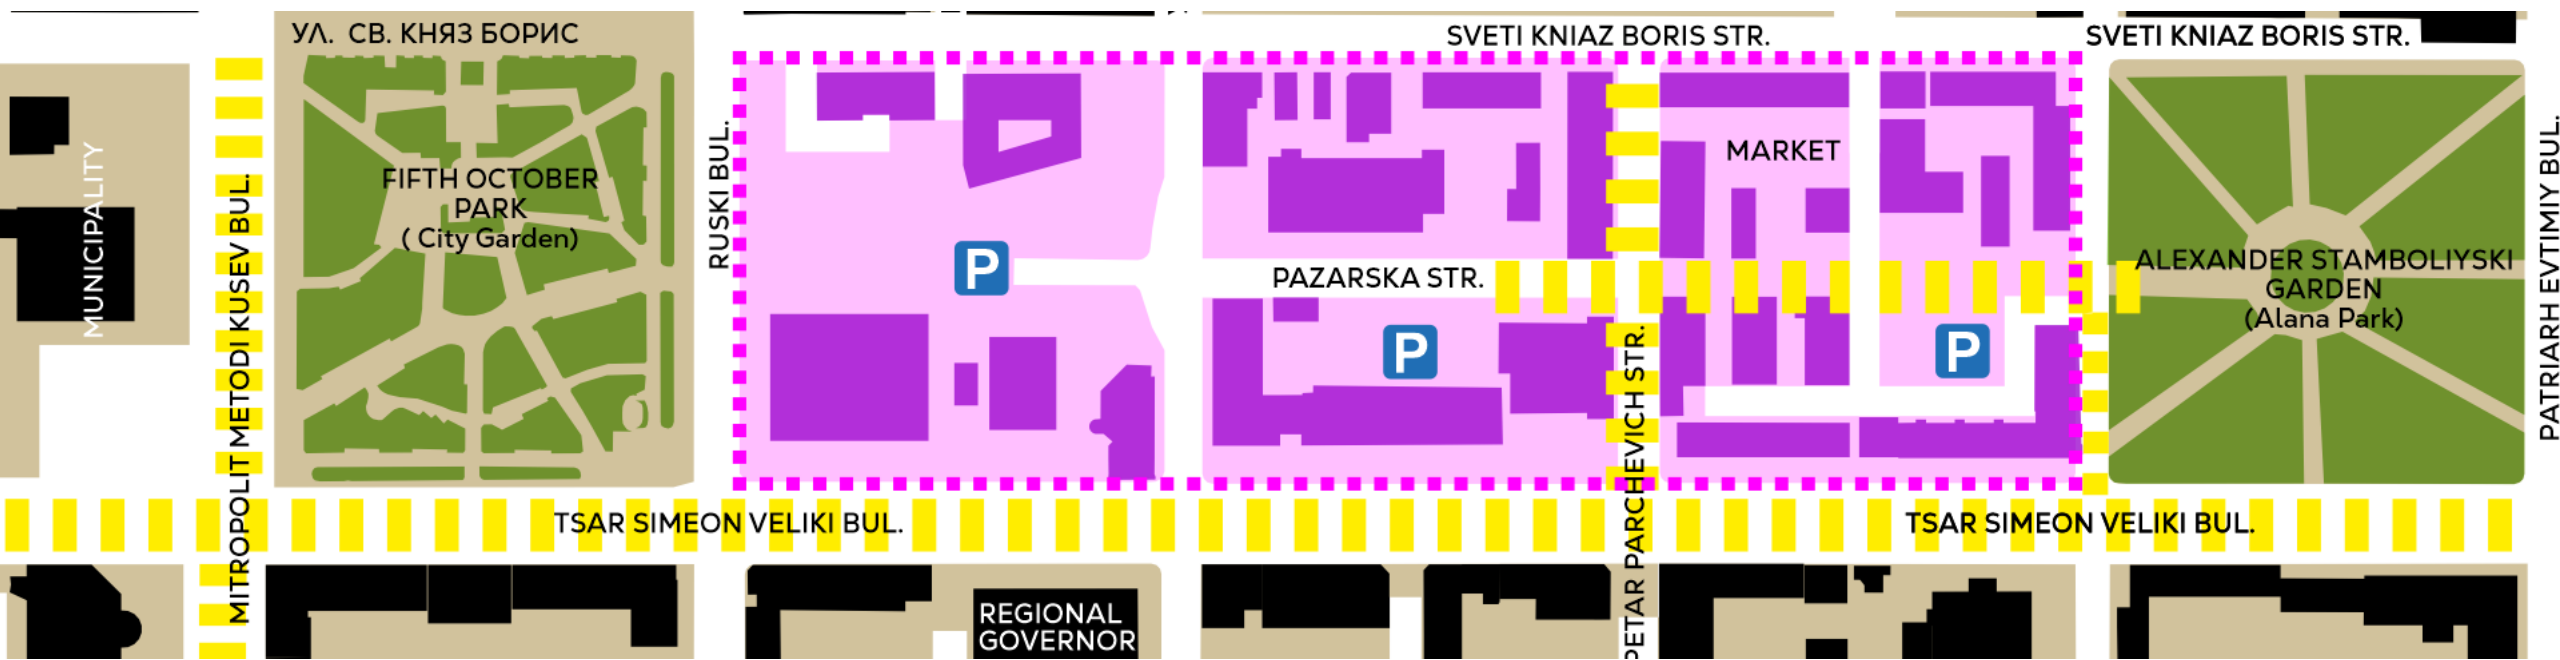 УЛ. СВ. КНЯЗ БОРИС
SVETI KNIAZ BORIS STR.
SVETI KNIAZ BORIS STR.
MUNICIPALITY
MITROPOLIT METODI KUSEV BUL.
FIFTH OCTOBER
PARK
( City Garden)
RUSKI BUL.
P
PAZARSKA STR.
P
PETAR PARCHEVICH STR.
MARKET
P
ALEXANDER STAMBOLIYSKI
GARDEN
(Alana Park)
PATRIARH EVTIMIY BUL.
TSAR SIMEON VELIKI BUL.
TSAR SIMEON VELIKI BUL.
REGIONAL
GOVERNOR